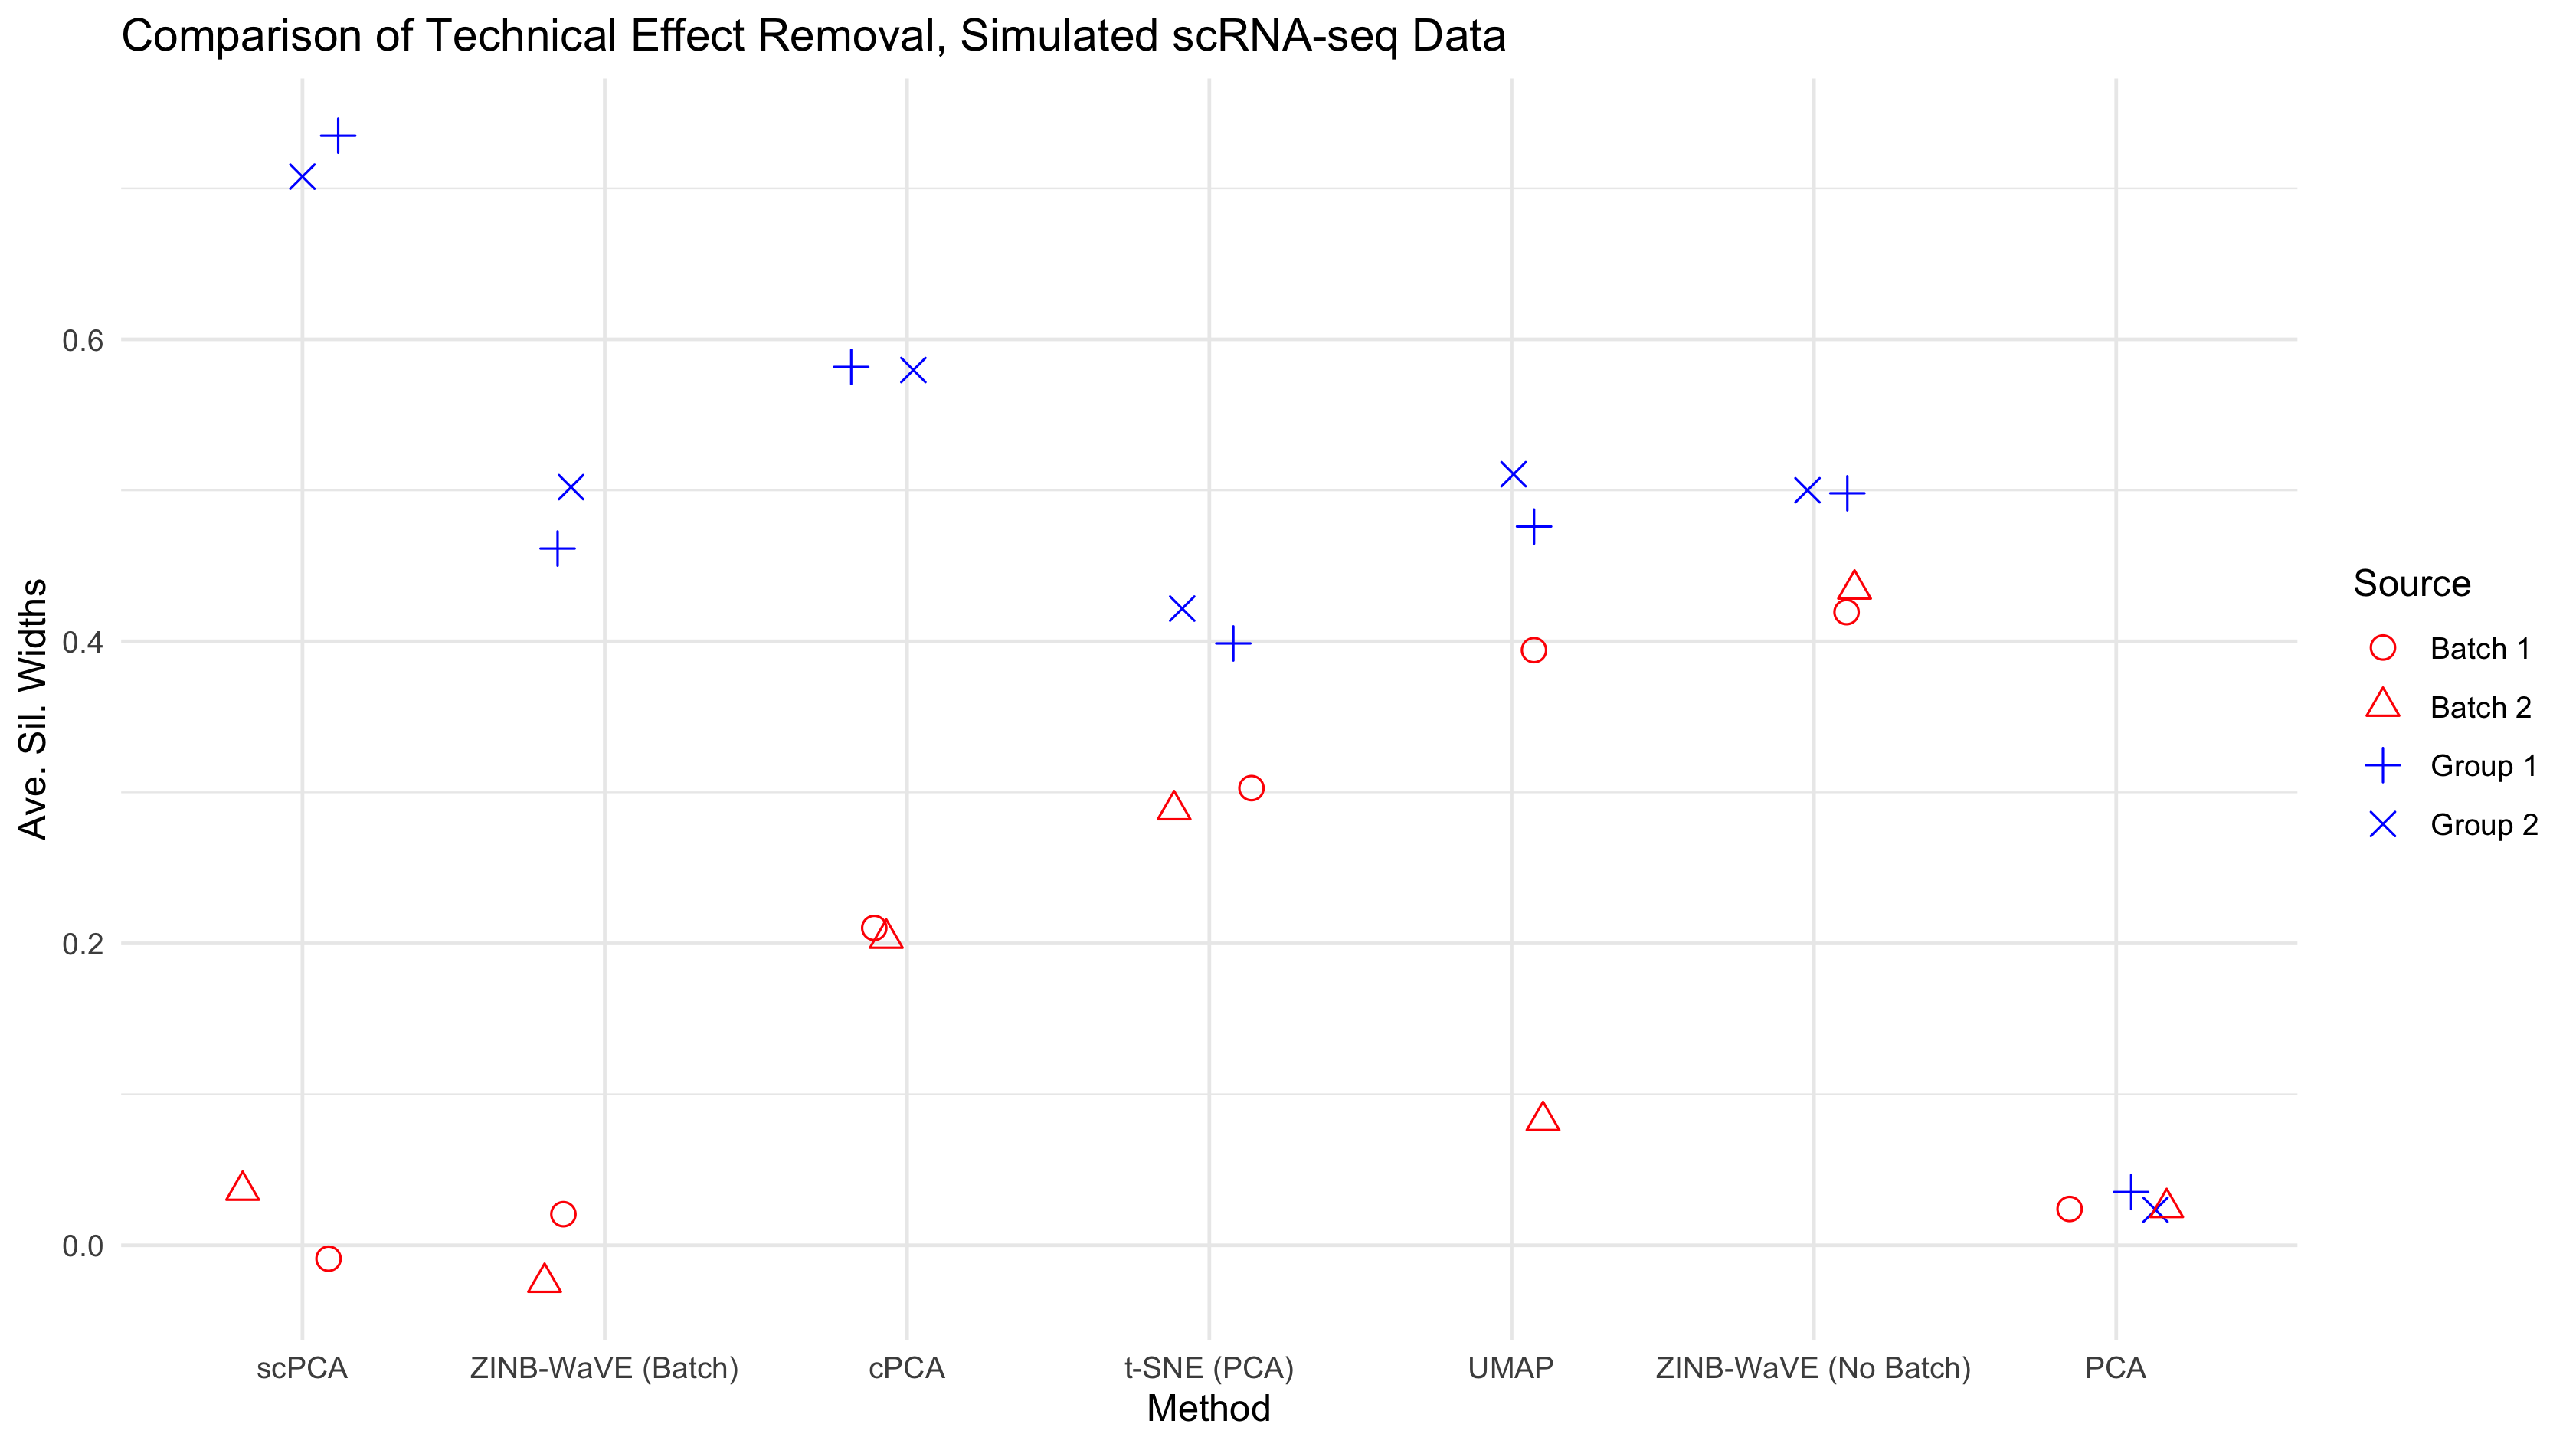 Comparison of Technical Effect Removal, Simulated scRNA-seq Data
Ave. Sil. Widths
0.6
0.4
0.2
0.0
scPCA
ZINB-WaVE (Batch)
cPCA
t-SNE (PCA)
UMAP
ZINB-WaVE (No Batch)
PCA
Method
Source
Batch 1
Batch 2
Group 1
Group 2